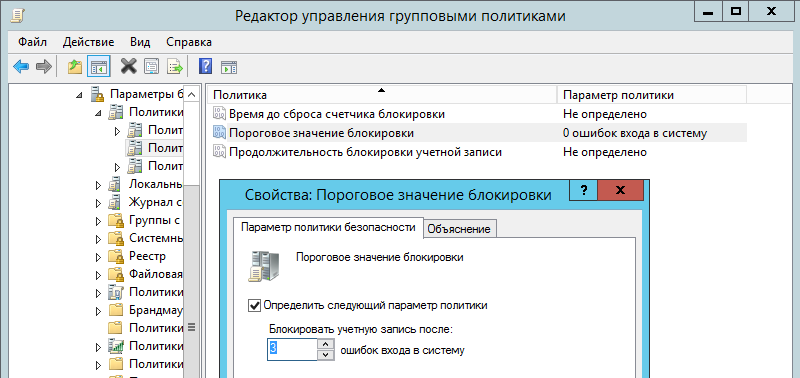 Редактор управления групповыми политиками
Файл Действие Вид Справка
Параметры б
Политики
Полит
Полит
Полит
Локальны
Журнал с
Группы с
Системны
Реестр
Файловая
Политики
Брандмау
Политики
Политики
Политики
Политика Параметр политики
Время до сброса счетчика блокировки Не определено
Пороговое значение блокировки 0 ошибок входа в систему
Продолжительность блокировки учетной записи Не определено
Свойства: Пороговое значение блокировки ? x
Параметр политики безопасности Объяснение
Пороговое значение блокировки
Определить следующий параметр политики
Блокировать учетную запись после:
3 ошибок входа в систему